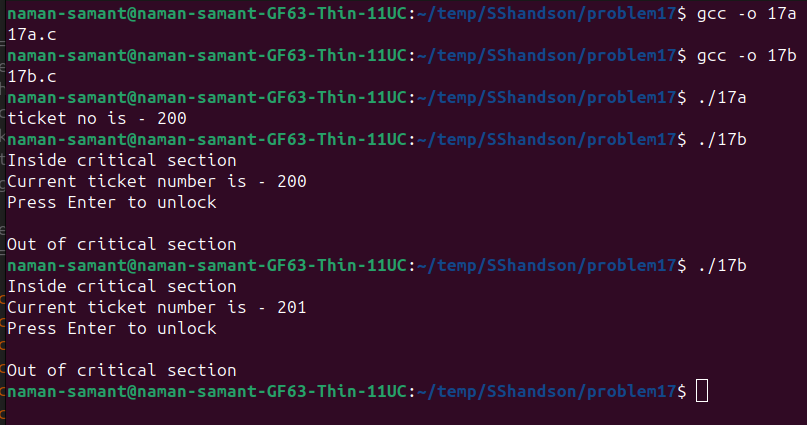 naman-samant@naman-samant-GF63-Thin-11UC:~/temp/SShandson/problem17$ gcc -o 17a
17a.c
naman-samant@naman-samant-GF63-Thin-11UC:~/temp/SShandson/problem17$ gcc -o 17b
17b.c
naman-samant@naman-samant-GF63-Thin-11UC:~/temp/SShandson/problem17$ ./17a
ticket no is - 200
naman-samant@naman-samant-GF63-Thin-11UC:~/temp/SShandson/problem17$ ./17b
Inside critical section
Current ticket number is - 200
Press Enter to unlock
Out of critical section
naman-samant@naman-samant-GF63-Thin-11UC:~/temp/SShandson/problem17$ ./17b
Inside critical section
Current ticket number is - 201
Press Enter to unlock
Out of critical section
naman-samant@naman-samant-GF63-Thin-11UC:~/temp/SShandson/problem17$